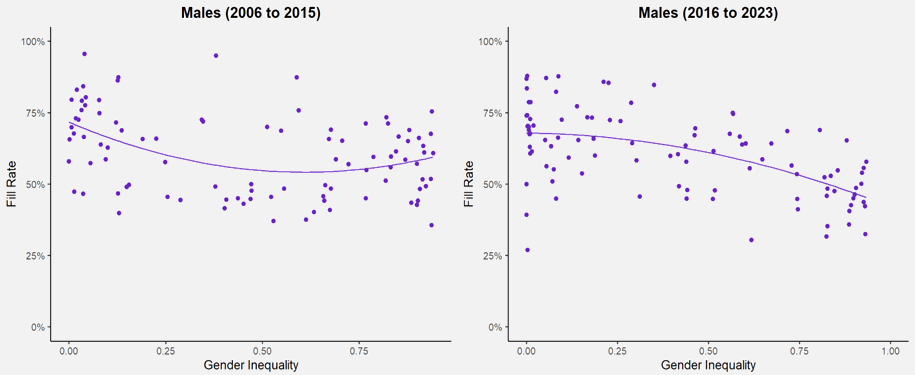 Males (2006 to 2015)
100%
75%
50%
25%
0%
Fill Rate
0.00 0.25 0.50 0.75
Gender Inequality
Males (2016 to 2023)
100%
75%
50%
25%
0%
Fill Rate
0.00 0.25 0.50 0.75 1.00
Gender Inequality